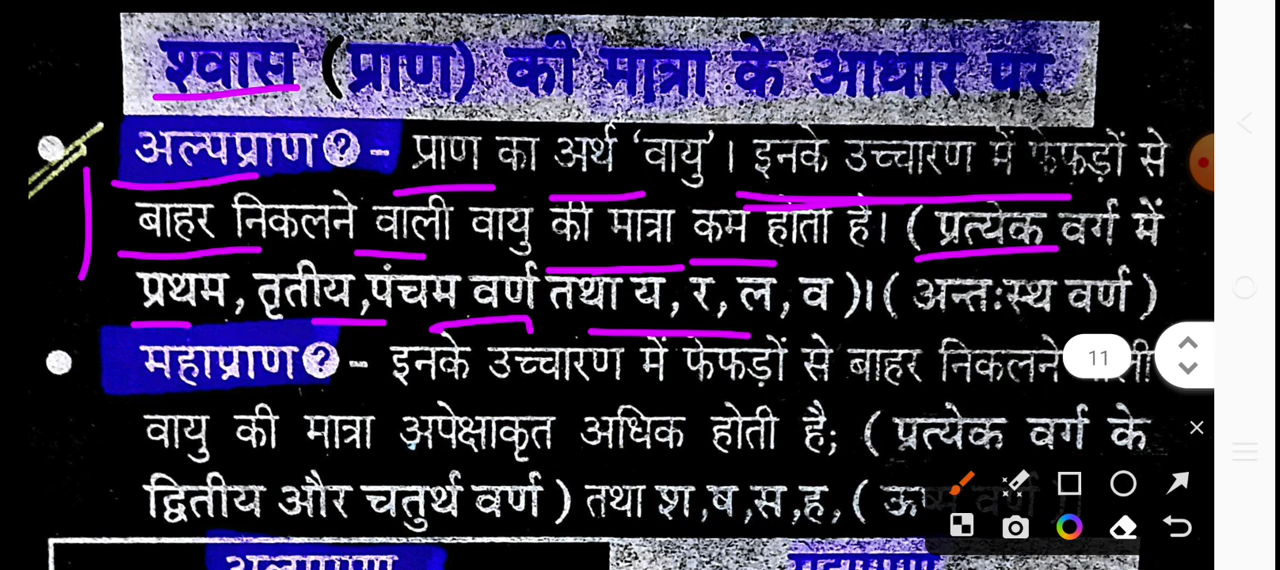 श्वास (प्राण) की मात्रा के आधार पर
अल्पप्राण ? - प्राण का अर्थ 'वायु'। इनके उच्चारण में फेफड़ों से
बाहर निकलने वाली वायु की मात्रा कम होती है। ( प्रत्येक वर्ग में
प्रथम, तृतीय, पंचम वर्ण तथा य, र, ल, व )। ( अन्तःस्थ वर्ण )
महाप्राण ? - इनके उच्चारण में फेफड़ों से बाहर निकलने
11
वायु की मात्रा अपेक्षाकृत अधिक होती है; ( प्रत्येक वर्ग के
द्वितीय और चतुर्थ वर्ण ) तथा श, ष, स, ह, (